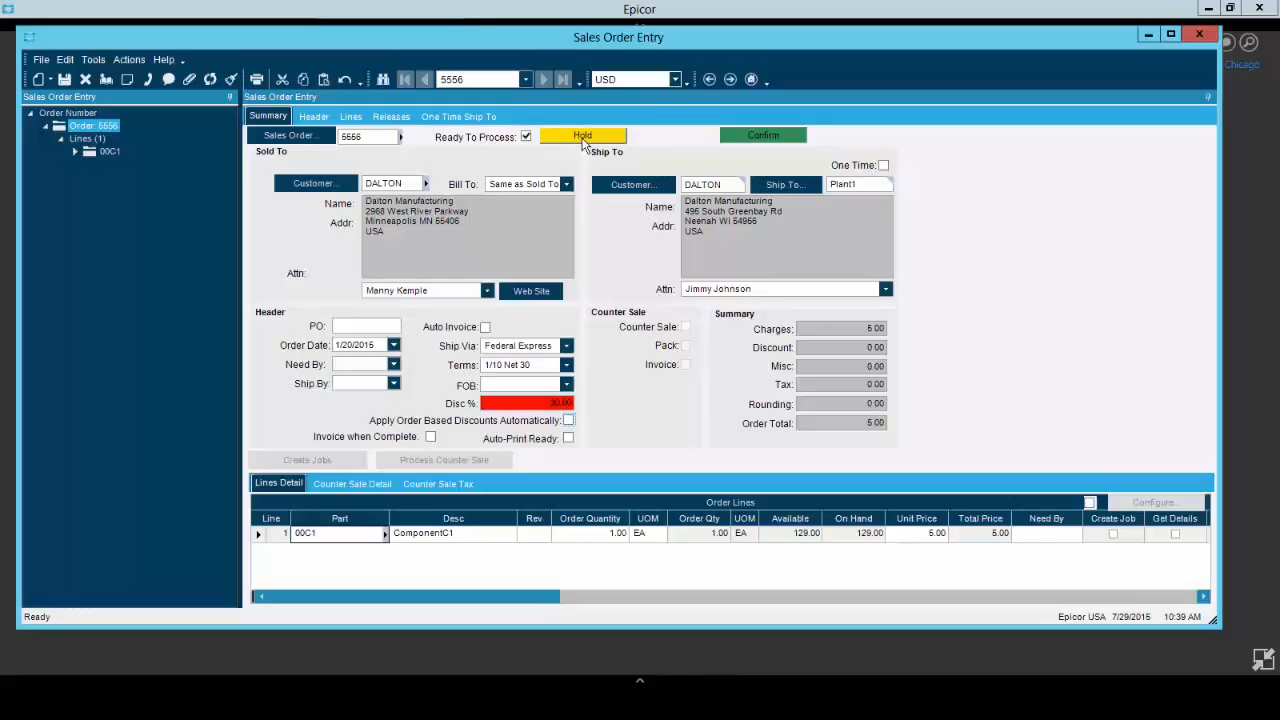 Epicor
Sales Order Entry
File Edit Tools Actions Help
5556 USD
Chicago
Sales Order Entry
Sales Order Entry
Order Number
Order: 5556
Lines (1)
00C1
Summary Header Lines Releases One Time Ship To
Sales Order... 5556 Ready To Process: Hold Confirm
Sold To Ship To
One Time:
Customer... DALTON Bill To: Same as Sold To Customer... DALTON Ship To... Plant1
Name: Dalton Manufacturing Name: Dalton Manufacturing
2968 West River Parkway 495 South Greenbay Rd
Addr: Minneapolis MN 55406 Addr: Neenah WI 54956
USA USA
Attn:
Manny Kemple Web Site Attn: Jimmy Johnson
Header Counter Sale Summary
PO: Auto Invoice: Counter Sale: Charges: 5.00
Order Date: 1/20/2015 Ship Via: Federal Express Pack: Discount: 0.00
Need By: Terms: 1/10 Net 30 Invoice: Misc: 0.00
Ship By: FOB: Tax: 0.00
Disc %: Rounding: 0.00
Apply Order Based Discounts Automatically: Order Total: 5.00
Invoice when Complete: Auto-Print Ready:
Create Jobs Process Counter Sale
Lines Detail Counter Sale Detail Counter Sale Tax
Order Lines Configure...
Line Part Desc Rev Order Quantity UOM Order Qty UOM Available On Hand Unit Price Total Price Need By Create Job Get Details
1 00C1 ComponentC1 1.00 EA 1.00 EA 129.00 129.00 5.00 5.00
Ready Epicor USA 7/29/2015 10:39 AM